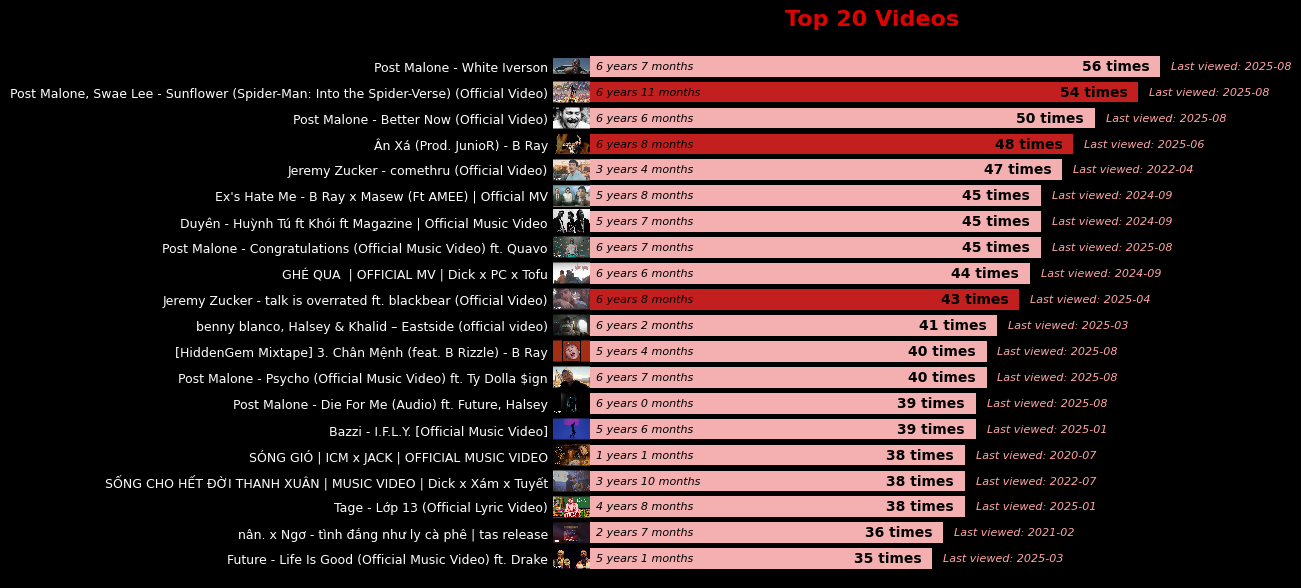 Top 20 Videos
Post Malone - White Iverson 6 years 7 months 56 times Last viewed: 2025-08
Post Malone, Swae Lee - Sunflower (Spider-Man: Into the Spider-Verse) (Official Video) 6 years 11 months 54 times Last viewed: 2025-08
Post Malone - Better Now (Official Video) 6 years 6 months 50 times Last viewed: 2025-08
Ân Xá (Prod. JunioR) - B Ray 6 years 8 months 48 times Last viewed: 2025-06
Jeremy Zucker - comethru (Official Video) 3 years 4 months 47 times Last viewed: 2022-04
Ex's Hate Me - B Ray x Masew (Ft AMEE) | Official MV 5 years 8 months 45 times Last viewed: 2024-09
Duyên - Huỳnh Tú ft Khói ft Magazine | Official Music Video 5 years 7 months 45 times Last viewed: 2024-09
Post Malone - Congratulations (Official Music Video) ft. Quavo 6 years 7 months 45 times Last viewed: 2025-08
GHÉ QUA | OFFICIAL MV | Dick x PC x Tofu 6 years 6 months 44 times Last viewed: 2024-09
Jeremy Zucker - talk is overrated ft. blackbear (Official Video) 6 years 8 months 43 times Last viewed: 2025-04
benny blanco, Halsey & Khalid – Eastside (official video) 6 years 2 months 41 times Last viewed: 2025-03
[HiddenGem Mixtape] 3. Chân Mệnh (feat. B Rizzle) - B Ray 5 years 4 months 40 times Last viewed: 2025-08
Post Malone - Psycho (Official Music Video) ft. Ty Dolla $ign 6 years 7 months 40 times Last viewed: 2025-08
Post Malone - Die For Me (Audio) ft. Future, Halsey 6 years 0 months 39 times Last viewed: 2025-08
Bazzi - I.F.L.Y. [Official Music Video] 5 years 6 months 39 times Last viewed: 2025-01
SÓNG GIÓ | ICM x JACK | OFFICIAL MUSIC VIDEO 1 years 1 months 38 times Last viewed: 2020-07
SỐNG CHO HẾT ĐỜI THANH XUÂN | MUSIC VIDEO | Dick x Xám x Tuyết 3 years 10 months 38 times Last viewed: 2022-07
Tage - Lớp 13 (Official Lyric Video) 4 years 8 months 38 times Last viewed: 2025-01
nân. x Ngơ - tình đắng như ly cà phê | tas release 2 years 7 months 36 times Last viewed: 2021-02
Future - Life Is Good (Official Music Video) ft. Drake 5 years 1 months 35 times Last viewed: 2025-03